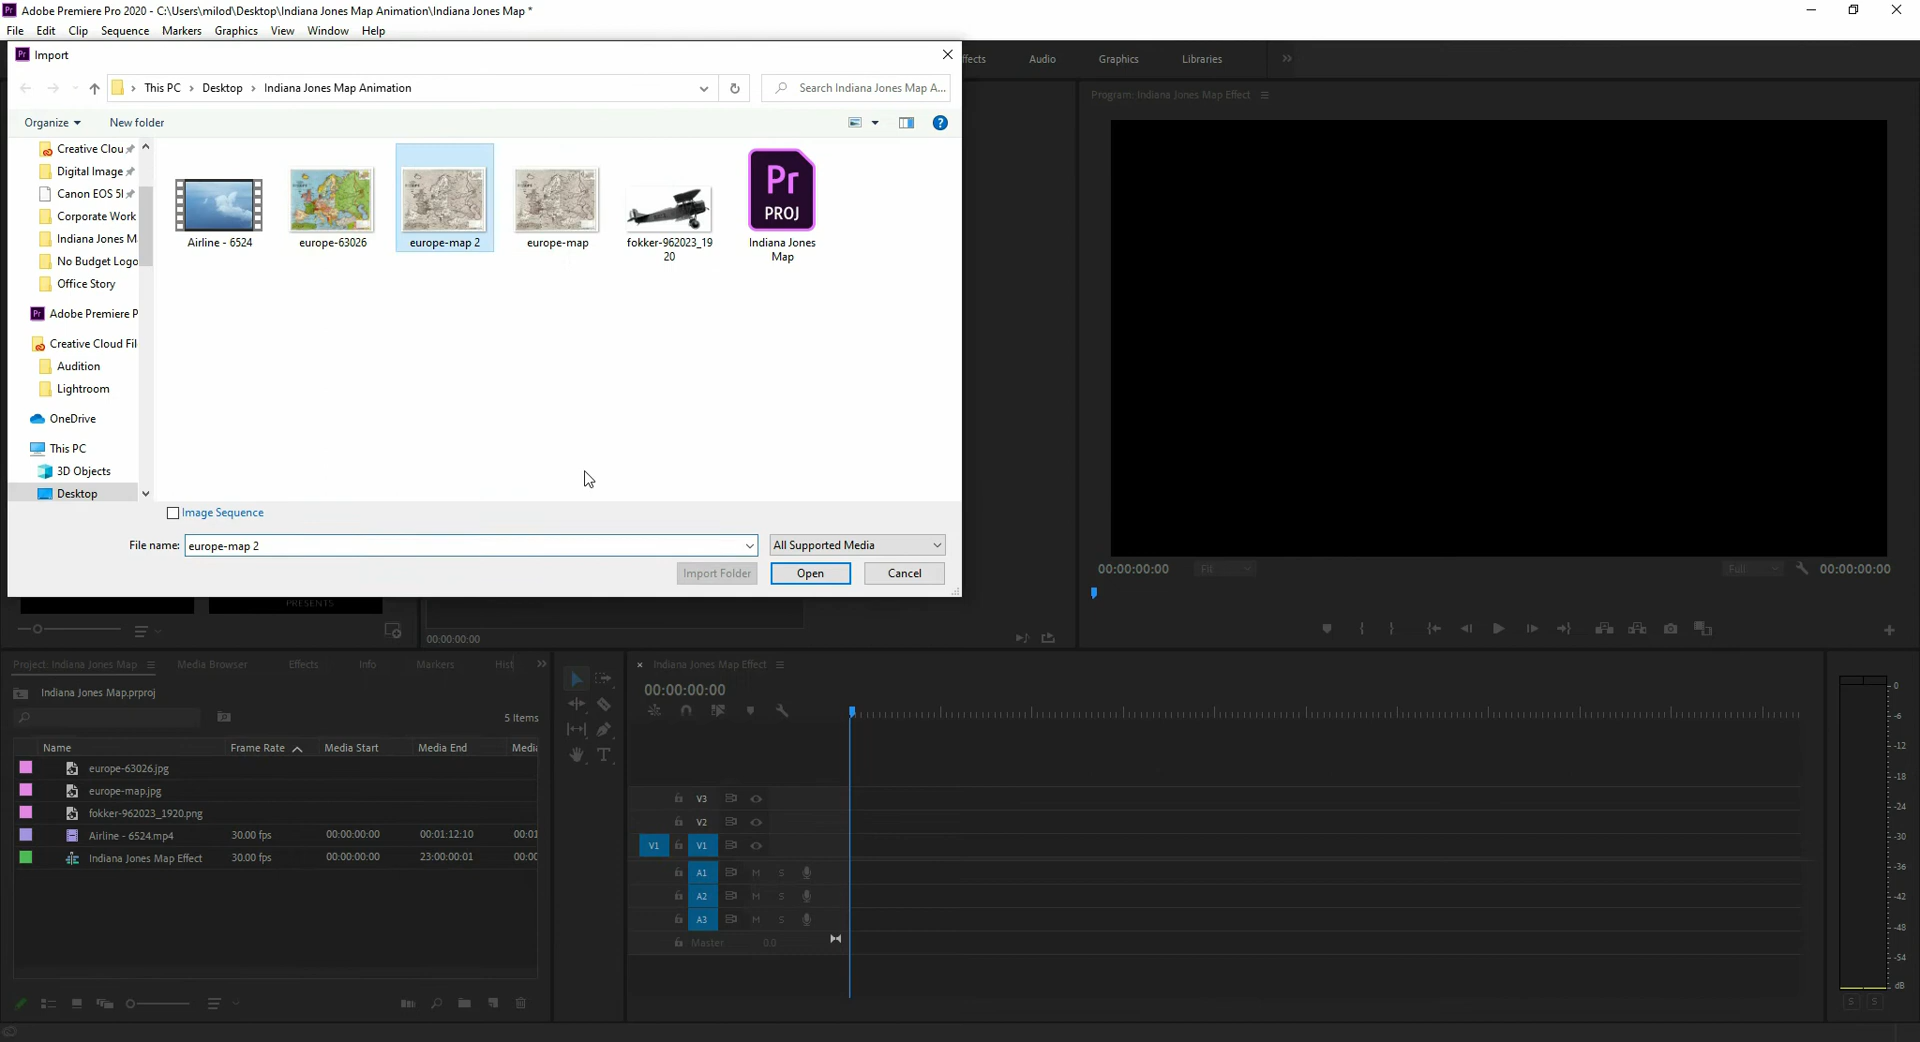 Adobe Premiere Pro 2020 - C:\Users\milod\Desktop\Indiana Jones Map Animation\Indiana Jones Map *
File Edit Clip Sequence Markers Graphics View Window Help
Import
ffects Audio Graphics Libraries
This PC > Desktop > Indiana Jones Map Animation
Search Indiana Jones Map A...
Program: Indiana Jones Map Effect
Organize New folder
Creative Clou
Digital Image
Canon EOS 5I
Corporate Work
Indiana Jones M
No Budget Logo
Office Story
Adobe Premiere P
Creative Cloud Fil
Audition
Lightroom
OneDrive
This PC
3D Objects
Desktop
Airline - 6524
europe-63026
europe-map 2
europe-map
fokker-962023_19
20
Pr
PROJ
Indiana Jones
Map
Image Sequence
File name: europe-map 2 All Supported Media
Import Folder Open Cancel
PRESENTS
00:00:00:00
00:00:00:00 Fit Full 00:00:00:00
Project: Indiana Jones Map Media Browser Effects Info Markers Hist
Indiana Jones Map.prproj
5 Items
Name Frame Rate Media Start Media End Media
europe-63026.jpg
europe-map.jpg
fokker-962023_1920.png
Airline - 6524.mp4 30.00 fps 00:00:00:00 00:01:12:10 00:01
Indiana Jones Map Effect 30.00 fps 00:00:00:00 23:00:00:01 00:00
Indiana Jones Map Effect
00:00:00:00
V3
V2
V1 V1
A1 M S
A2 M S
A3 M S
Master 0.0
0
-6
-12
-18
-24
-30
-36
-42
-48
-54
dB
S S